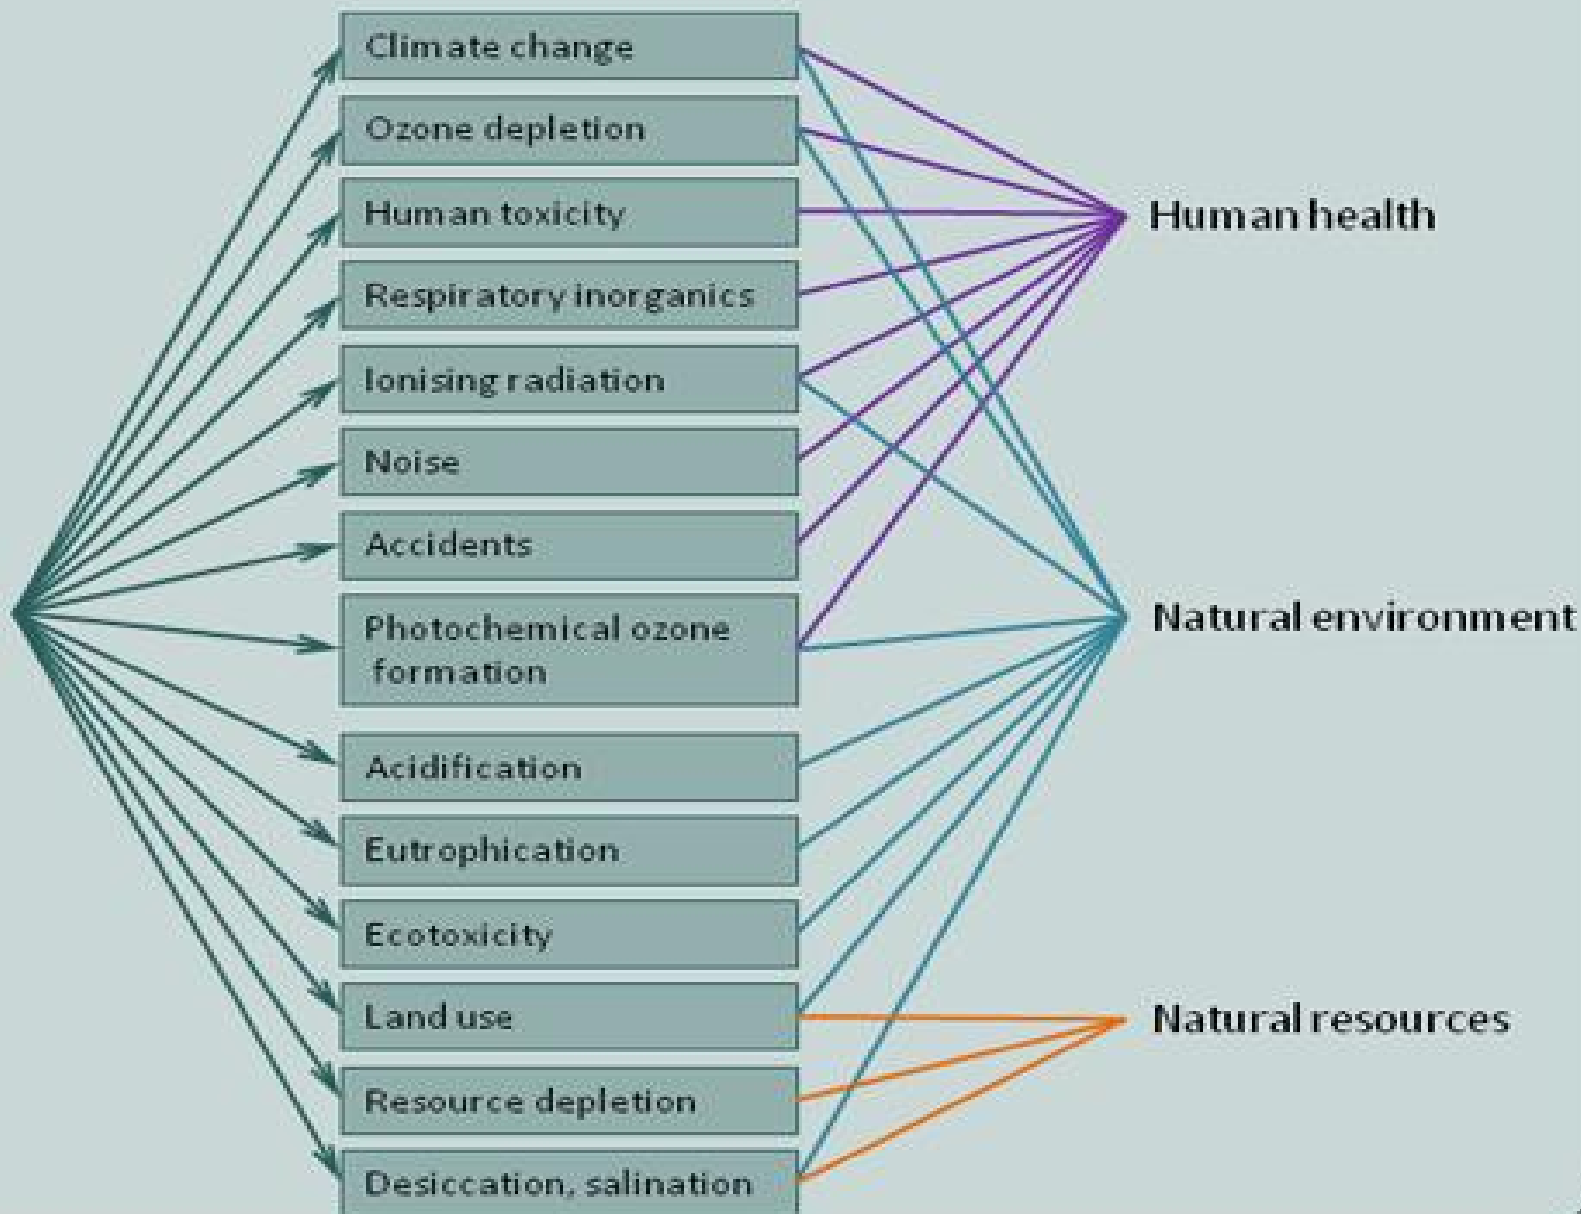 Climate change
Ozone depletion
Human toxicity
Respiratory inorganics
Ionising radiation
Noise
Accidents
Photochemical ozone
formation
Acidification
Eutrophication
Ecotoxicity
Land use
Resource depletion
Desiccation, salination
Human health
Natural environment
Natural resources